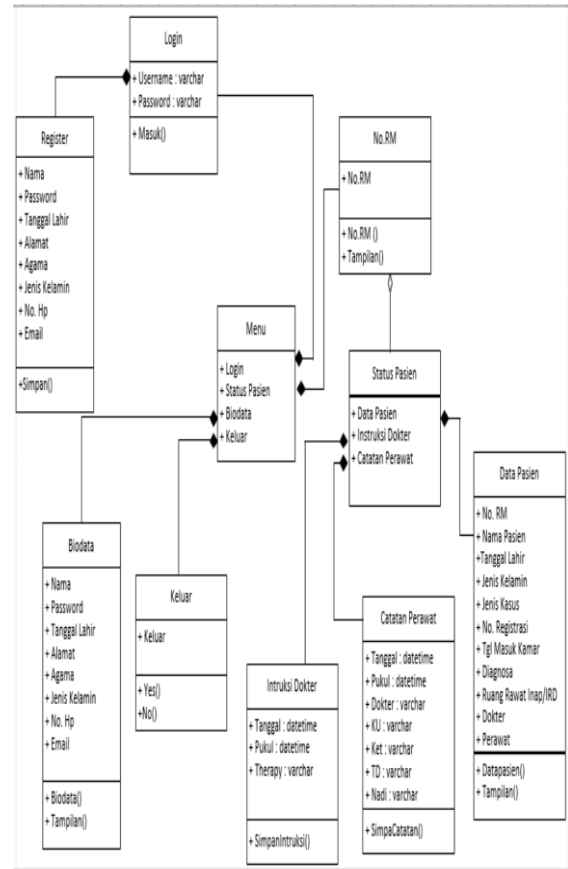 Login
+ Username : varchar
+ Password : varchar
+ Masuk()
Register
+ Nama
+ Password
+ Tanggal Lahir
+ Alamat
+ Agama
+ Jenis Kelamin
+ No. Hp
+ Email
+Simpan()
No.RM
+ No.RM
+ No.RM ()
+ Tampilan()
Menu
+ Login
+ Status Pasien
+ Biodata
+ Keluar
Status Pasien
+ Data Pasien
+ Instruksi Dokter
+ Catatan Perawat
Data Pasien
+ No. RM
+ Nama Pasien
+Tanggal Lahir
+ Jenis Kelamin
+ Jenis Kasus
+ No. Registrasi
+ Tgl Masuk Kamar
+ Diagnosa
+ Ruang Rawat Inap/IRD
+ Dokter
+ Perawat
+ Datapasien()
+ Tampilan()
Biodata
+ Nama
+ Password
+ Tanggal Lahir
+ Alamat
+ Agama
+ Jenis Kelamin
+ No. Hp
+ Email
+ Biodata()
+ Tampilan()
Keluar
+ Keluar
+ Yes()
+No()
Intruksi Dokter
+ Tanggal : datetime
+ Pukul : datetime
+ Therapy : varchar
+ SimpanIntruksi()
Catatan Perawat
+ Tanggal : datetime
+ Pukul : datetime
+ Dokter : varchar
+ KU : varchar
+ Ket : varchar
+ TD : varchar
+ Nadi : varchar
+ SimpaCatatan()